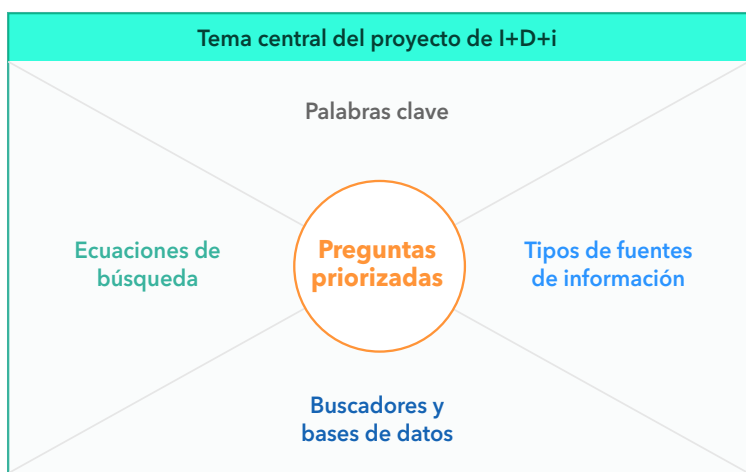 Tema central del proyecto de I+D+i
Palabras clave
Ecuaciones de
búsqueda
Preguntas
priorizadas
Tipos de fuentes
de información
Buscadores y
bases de datos